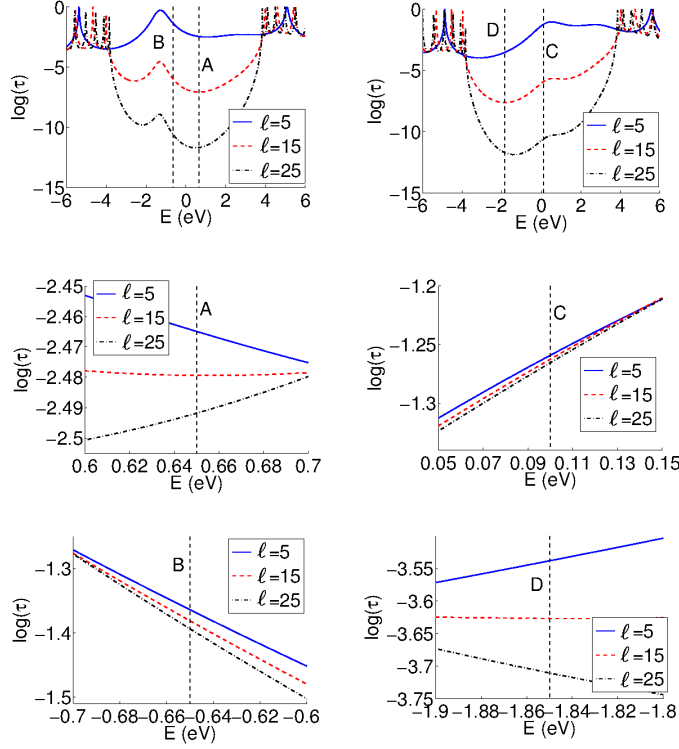 0
−5
−10
−15
log(τ)
B
A
ℓ=5
ℓ=15
ℓ=25
−6 −4 −2 0 2 4 6
E (eV)
0
−5
−10
−15
log(τ)
D
C
ℓ=5
ℓ=15
ℓ=25
−6 −4 −2 0 2 4 6
E (eV)
−2.45
−2.46
−2.47
−2.48
−2.49
−2.5
log(τ)
ℓ=5
ℓ=15
ℓ=25
A
0.6 0.62 0.64 0.66 0.68 0.7
E (eV)
−1.2
−1.25
−1.3
log(τ)
C
ℓ=5
ℓ=15
ℓ=25
0.05 0.07 0.09 0.11 0.13 0.15
E (eV)
−1.3
−1.4
−1.5
log(τ)
B
ℓ=5
ℓ=15
ℓ=25
−0.7 −0.68 −0.66 −0.64 −0.62 −0.6
E (eV)
−3.55
−3.6
−3.65
−3.7
−3.75
log(τ)
D
ℓ=5
ℓ=15
ℓ=25
−1.9 −1.88 −1.86 −1.84 −1.82 −1.8
E (eV)